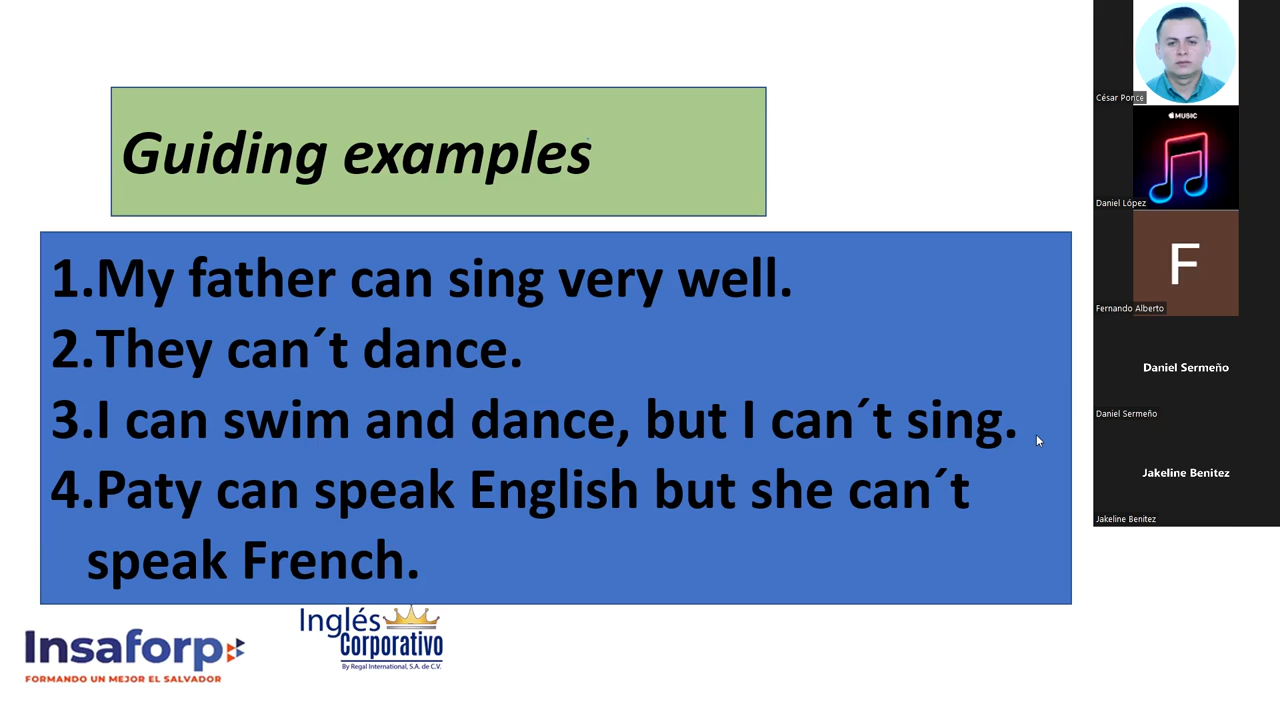 Guiding examples
1.My father can sing very well.
2.They can´t dance.
3.I can swim and dance, but I can´t sing.
4.Paty can speak English but she can´t
speak French.
Insaforp
FORMANDO UN MEJOR EL SALVADOR
Inglés
Corporativo
By Regal International, S.A. de C.V.
César Ponce
MUSIC
Daniel López
F
Fernando Alberto
Daniel Sermeño
Daniel Sermeño
Jakeline Benitez
Jakeline Benitez